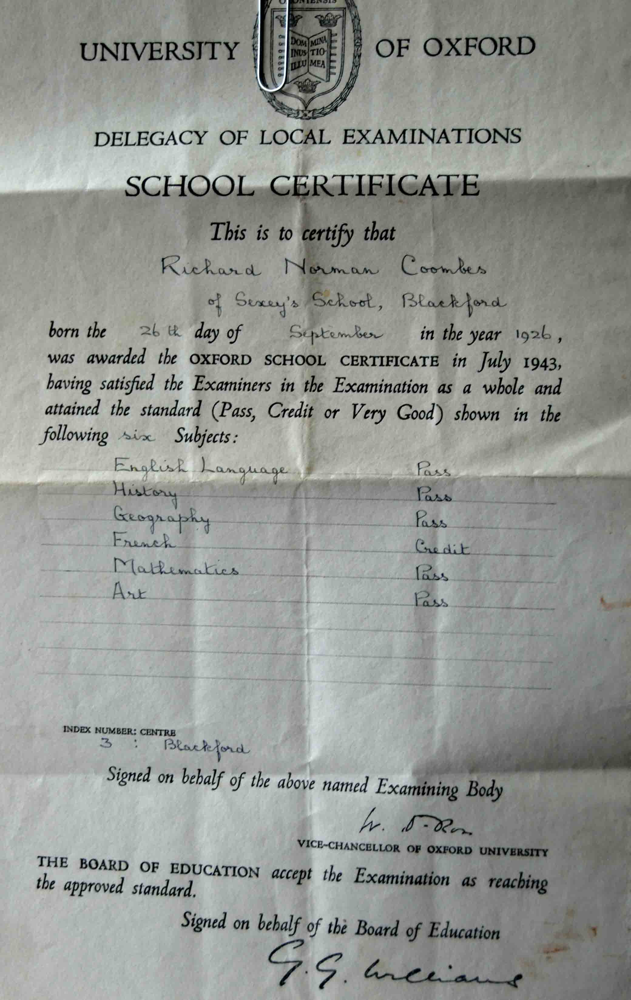 UNIVERSITY OF OXFORD
DOM MINA
INUS TIO-
ILLU MEA
DELEGACY OF LOCAL EXAMINATIONS
SCHOOL CERTIFICATE
This is to certify that
Richard Norman Coombes
of Sexey's School, Blackford
born the 26th day of September in the year 1926,
was awarded the OXFORD SCHOOL CERTIFICATE in July 1943,
having satisfied the Examiners in the Examination as a whole and
attained the standard (Pass, Credit or Very Good) shown in the
following six Subjects:
English Language Pass
History Pass
Geography Pass
French Credit
Mathematics Pass
Art Pass
INDEX NUMBER: CENTRE
3 : Blackford
Signed on behalf of the above named Examining Body
W. D. Ross
VICE-CHANCELLOR OF OXFORD UNIVERSITY
THE BOARD OF EDUCATION accept the Examination as reaching
the approved standard.
Signed on behalf of the Board of Education
G. G. Williams